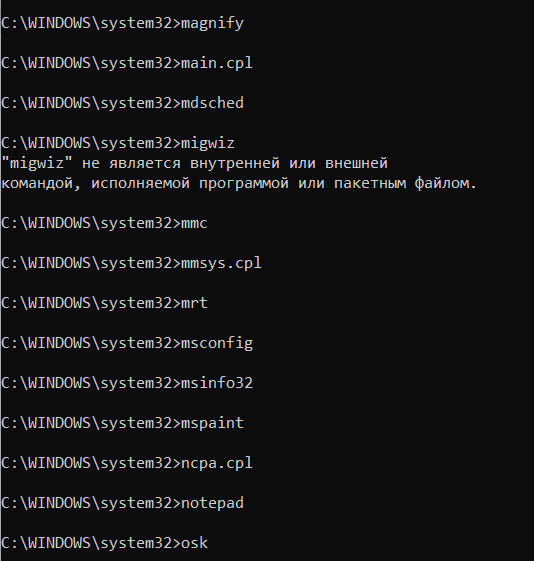 C:\WINDOWS\system32>magnify
C:\WINDOWS\system32>main.cpl
C:\WINDOWS\system32>mdsched
C:\WINDOWS\system32>migwiz
"migwiz" не является внутренней или внешней
командой, исполняемой программой или пакетным файлом.
C:\WINDOWS\system32>mmc
C:\WINDOWS\system32>mmsys.cpl
C:\WINDOWS\system32>mrt
C:\WINDOWS\system32>msconfig
C:\WINDOWS\system32>msinfo32
C:\WINDOWS\system32>mspaint
C:\WINDOWS\system32>ncpa.cpl
C:\WINDOWS\system32>notepad
C:\WINDOWS\system32>osk